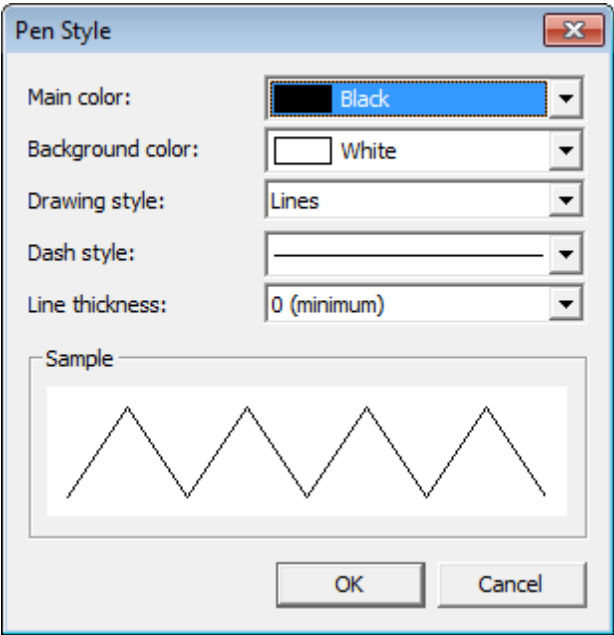 Pen Style
Main color: Black
Background color: White
Drawing style: Lines
Dash style:
Line thickness: 0 (minimum)
Sample
OK Cancel